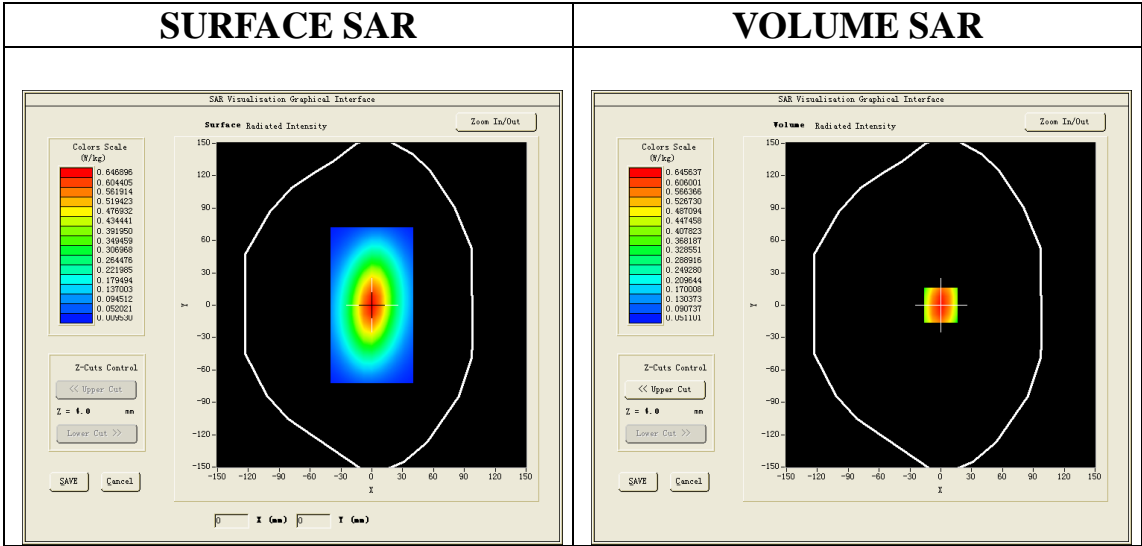 SURFACE SAR
SAR Visualisation Graphical Interface
Surface Radiated Intensity
Zoom In/Out
Colors Scale
(W/kg)
0.646896
0.604405
0.561914
0.519423
0.476932
0.434441
0.391950
0.349459
0.306968
0.264476
0.221985
0.179494
0.137003
0.094512
0.052021
0.009530
150
120
90
60
30
0
-30
-60
-90
-120
-150
Y
-150 -120 -90 -60 -30 0 30 60 90 120 150
X
Z-Cuts Control
<< Upper Cut
Z = 4.0 mm
Lower Cut >>
SAVE Cancel
0 X (mm) 0 Y (mm)
VOLUME SAR
SAR Visualisation Graphical Interface
Volume Radiated Intensity
Zoom In/Out
Colors Scale
(W/kg)
0.645637
0.606001
0.566366
0.526730
0.487094
0.447458
0.407823
0.368187
0.328551
0.288916
0.249280
0.209644
0.170008
0.130373
0.090737
0.051101
150
120
90
60
30
0
-30
-60
-90
-120
-150
Y
-150 -120 -90 -60 -30 0 30 60 90 120 150
X
Z-Cuts Control
<< Upper Cut
Z = 4.0 mm
Lower Cut >>
SAVE Cancel